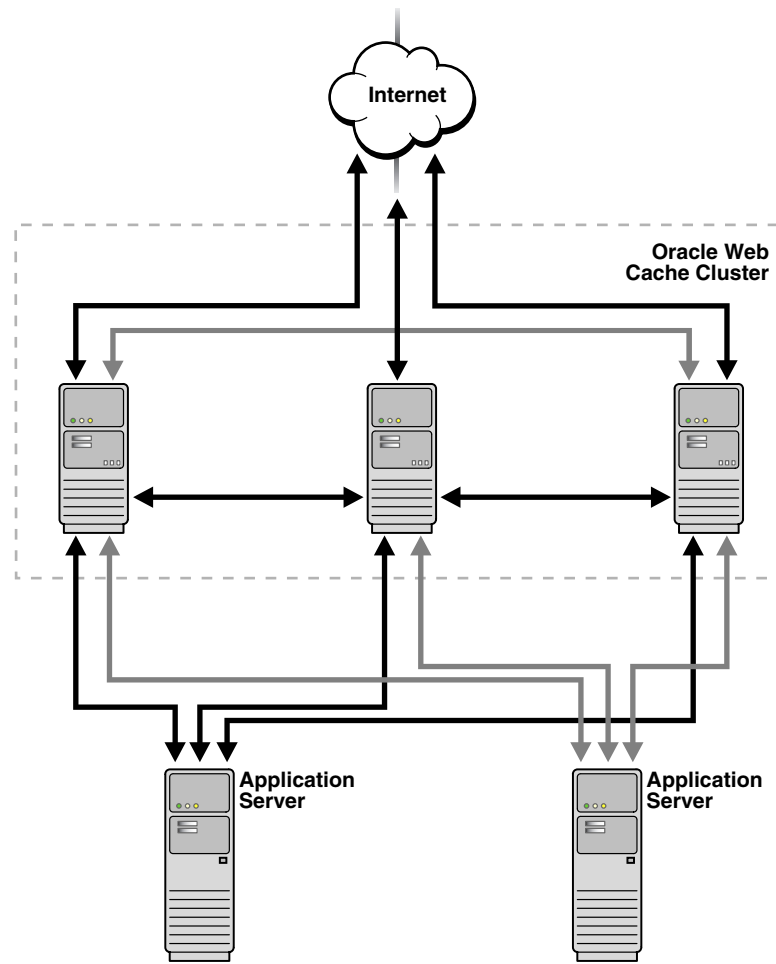 Internet
Oracle Web
Cache Cluster
Application
Server
Application
Server